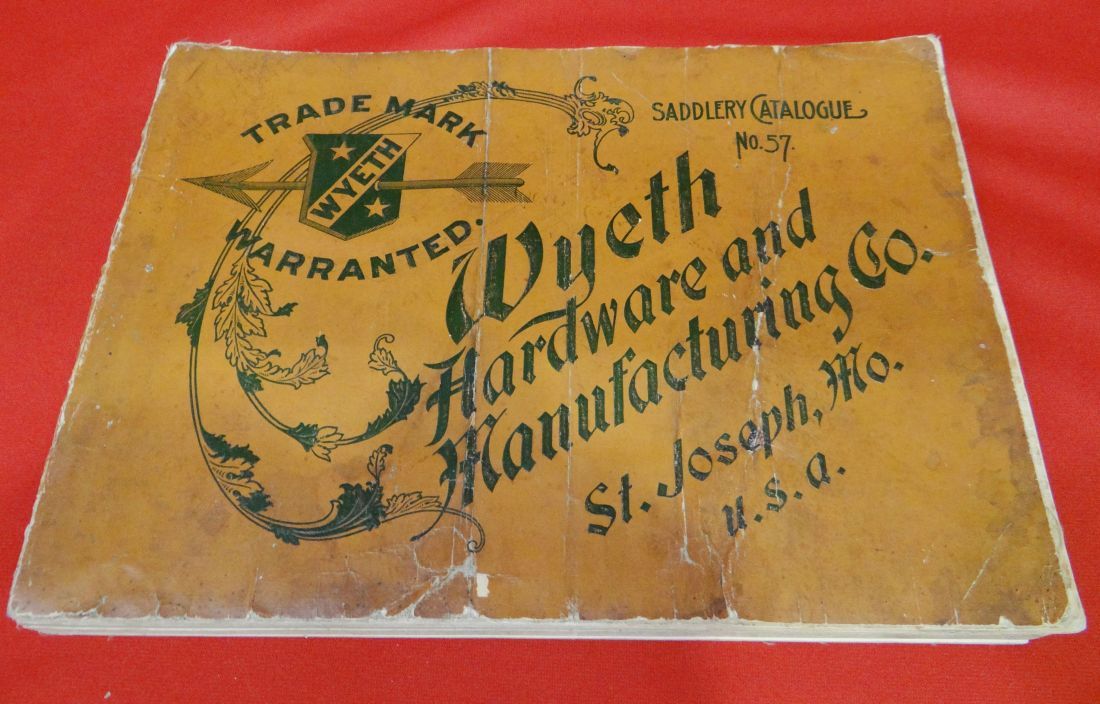 TRADE MARK
WYETH
WARRANTED.
SADDLERY CATALOGUE
No. 57.
Wyeth
Hardware and
Manufacturing Co.
St. Joseph, Mo.
U.S.A.